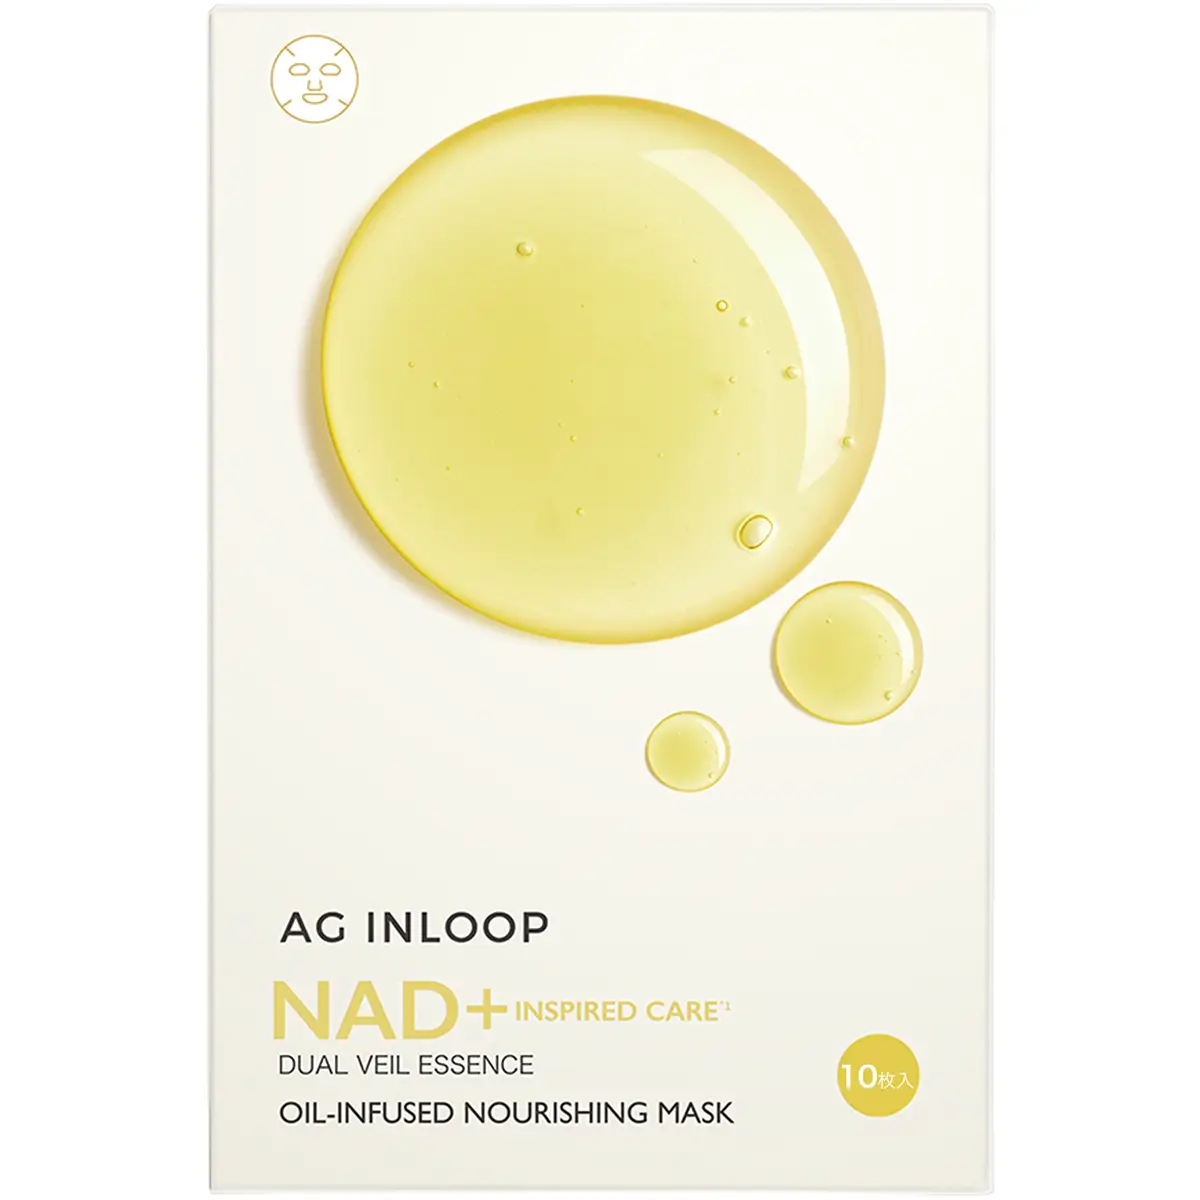 AG INLOOP
NAD+ INSPIRED CARE*1
DUAL VEIL ESSENCE
10枚入
OIL-INFUSED NOURISHING MASK